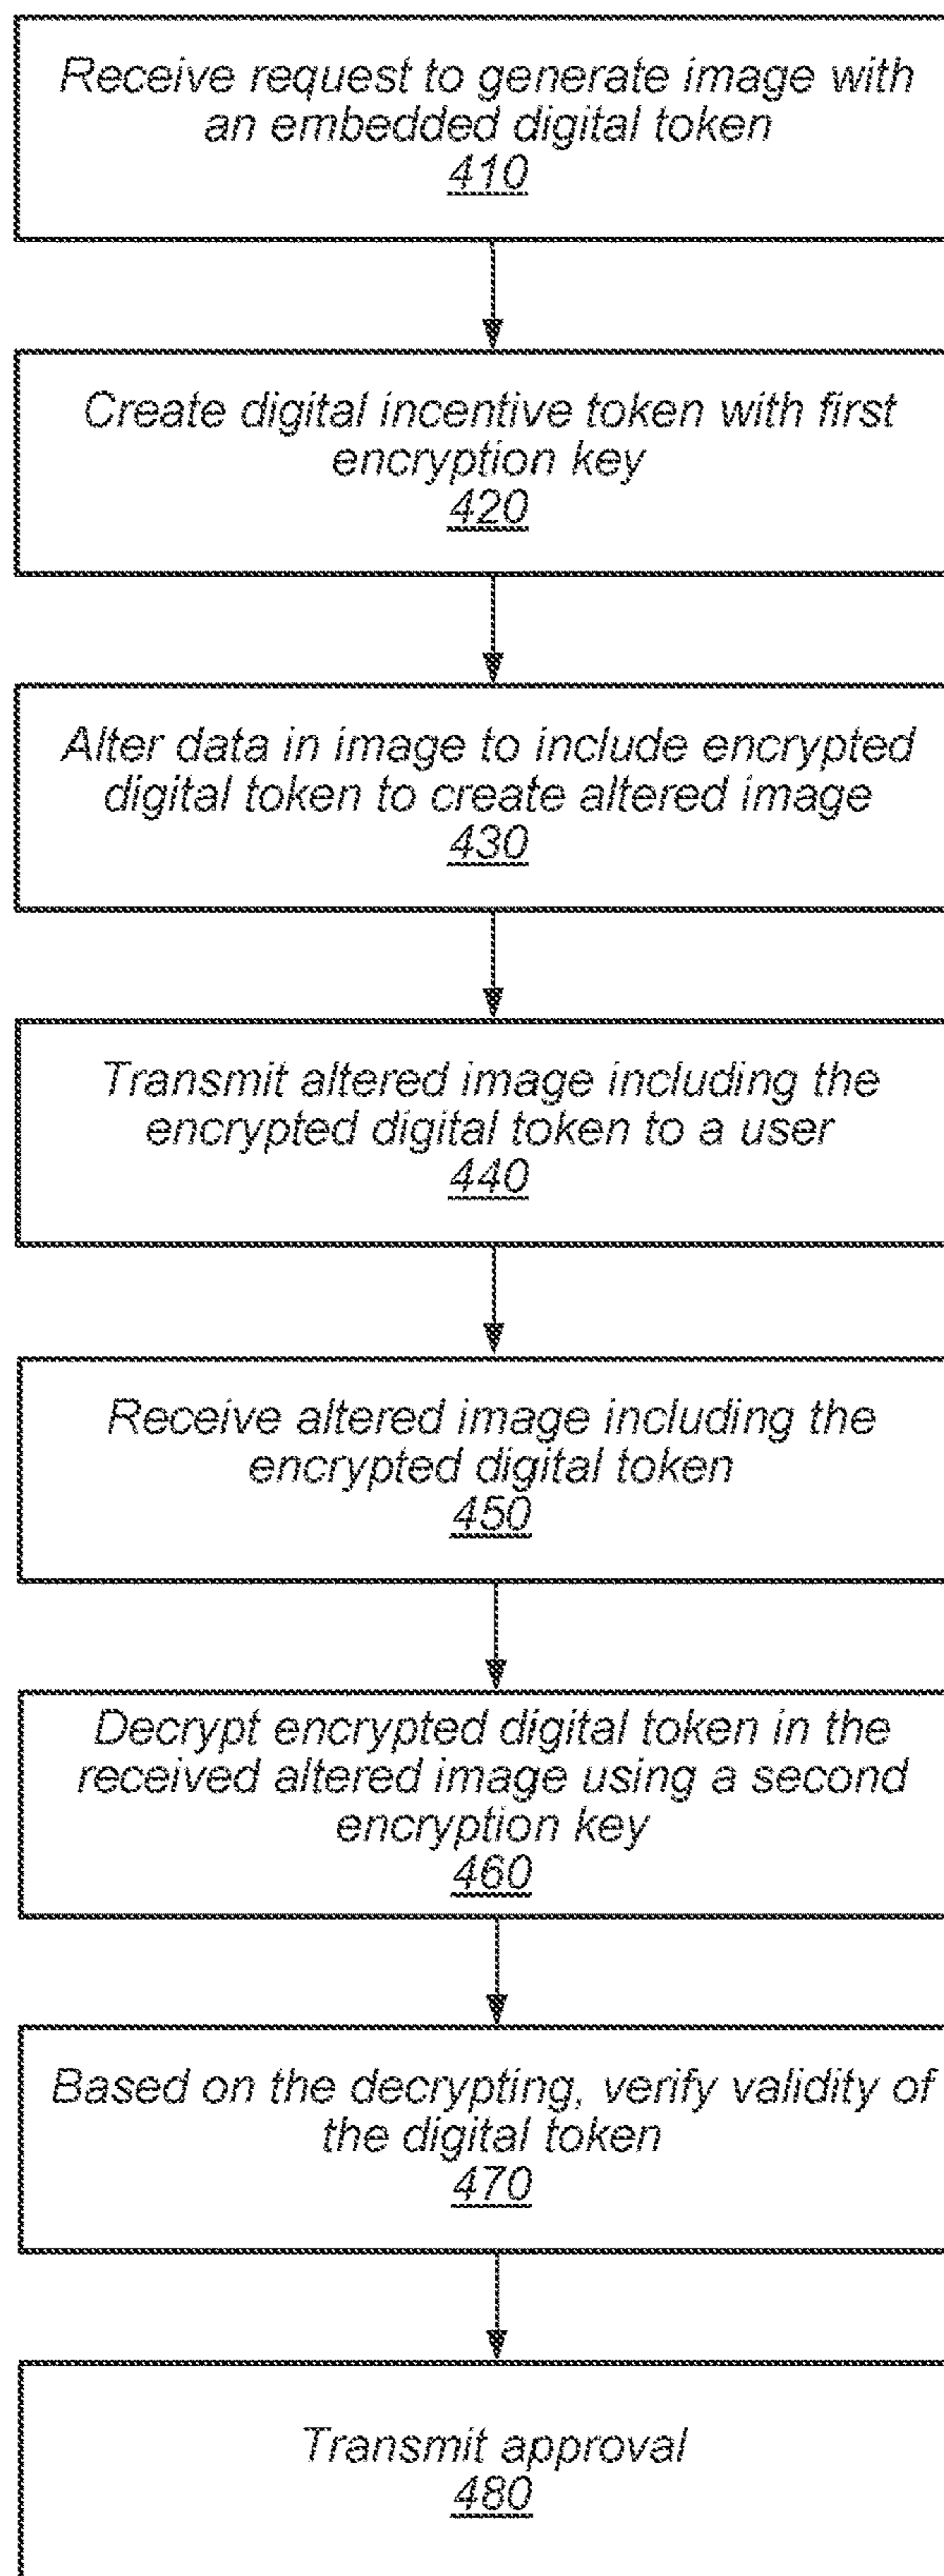 Receive request to generate image with
an embedded digital token
410
Create digital incentive token with first
encryption key
420
Alter data in image to include encrypted
digital token to create altered image
430
Transmit altered image including the
encrypted digital token to a user
440
Receive altered image including the
encrypted digital token
450
Decrypt encrypted digital token in the
received altered image using a second
encryption key
460
Based on the decrypting, verify validity of
the digital token
470
Transmit approval
480